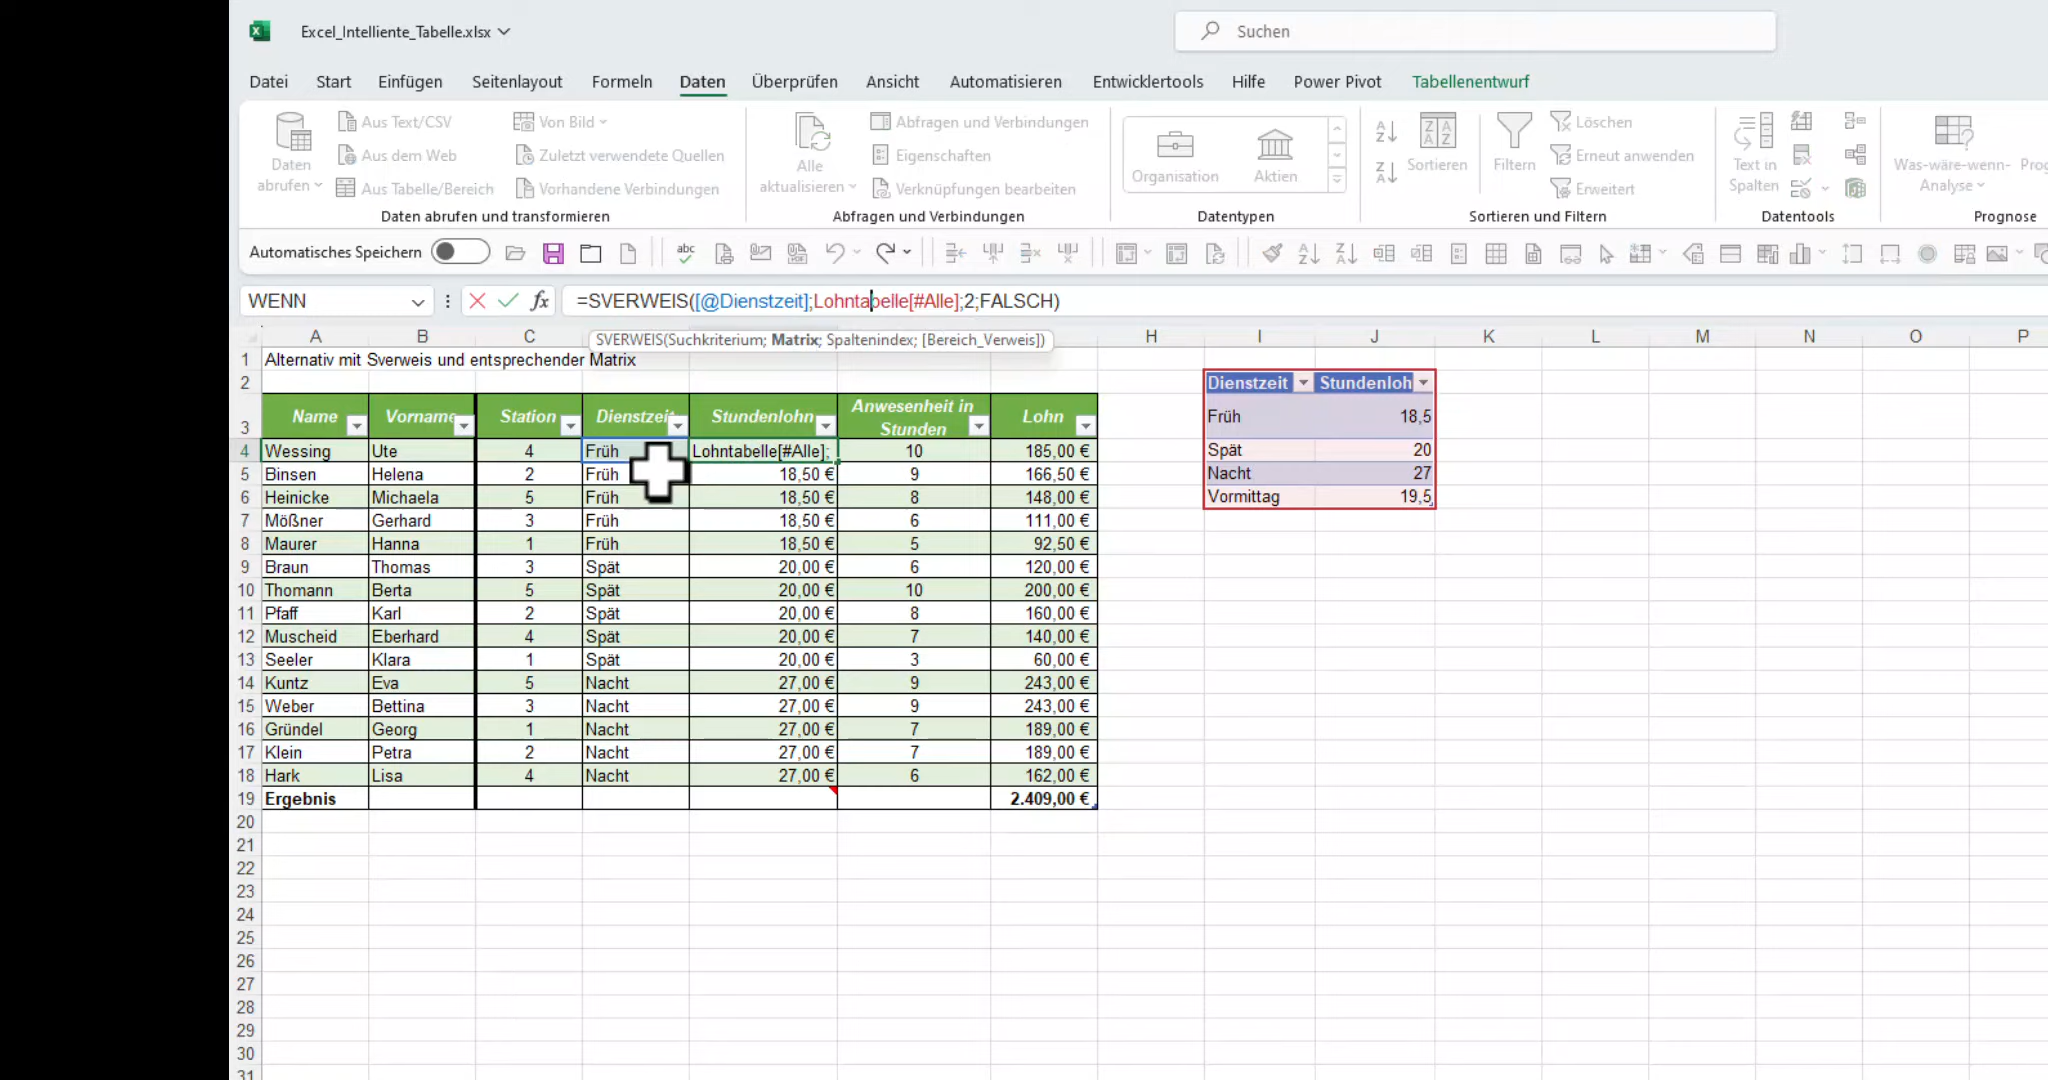 Excel_Intelliente_Tabelle.xlsx
Suchen
Datei Start Einfügen Seitenlayout Formeln Daten Überprüfen Ansicht Automatisieren Entwicklertools Hilfe Power Pivot Tabellenentwurf
Daten abrufen
Aus Text/CSV
Aus dem Web
Aus Tabelle/Bereich
Von Bild
Zuletzt verwendete Quellen
Vorhandene Verbindungen
Daten abrufen und transformieren
Alle aktualisieren
Abfragen und Verbindungen
Eigenschaften
Verknüpfungen bearbeiten
Abfragen und Verbindungen
Organisation Aktien
Datentypen
Sortieren
Filtern
Löschen
Erneut anwenden
Erweitert
Sortieren und Filtern
Text in Spalten
Datentools
Was-wäre-wenn-Analyse
Prognose
Automatisches Speichern
WENN
=SVERWEIS([@Dienstzeit];Lohntabelle[#Alle];2;FALSCH)
SVERWEIS(Suchkriterium; Matrix; Spaltenindex; [Bereich_Verweis])
A B C H I J K L M N O P
1 Alternativ mit Sverweis und entsprechender Matrix
2 Dienstzeit Stundenloh
3 Name Vorname Station Dienstzeit Stundenlohn Anwesenheit in Stunden Lohn Früh 18,5
4 Wessing Ute 4 Früh Lohntabelle[#Alle]; 10 185,00 € Spät 20
5 Binsen Helena 2 Früh 18,50 € 9 166,50 € Nacht 27
6 Heinicke Michaela 5 Früh 18,50 € 8 148,00 € Vormittag 19,5
7 Mößner Gerhard 3 Früh 18,50 € 6 111,00 €
8 Maurer Hanna 1 Früh 18,50 € 5 92,50 €
9 Braun Thomas 3 Spät 20,00 € 6 120,00 €
10 Thomann Berta 5 Spät 20,00 € 10 200,00 €
11 Pfaff Karl 2 Spät 20,00 € 8 160,00 €
12 Muscheid Eberhard 4 Spät 20,00 € 7 140,00 €
13 Seeler Klara 1 Spät 20,00 € 3 60,00 €
14 Kuntz Eva 5 Nacht 27,00 € 9 243,00 €
15 Weber Bettina 3 Nacht 27,00 € 9 243,00 €
16 Gründel Georg 1 Nacht 27,00 € 7 189,00 €
17 Klein Petra 2 Nacht 27,00 € 7 189,00 €
18 Hark Lisa 4 Nacht 27,00 € 6 162,00 €
19 Ergebnis 2.409,00 €
20
21
22
23
24
25
26
27
28
29
30
31